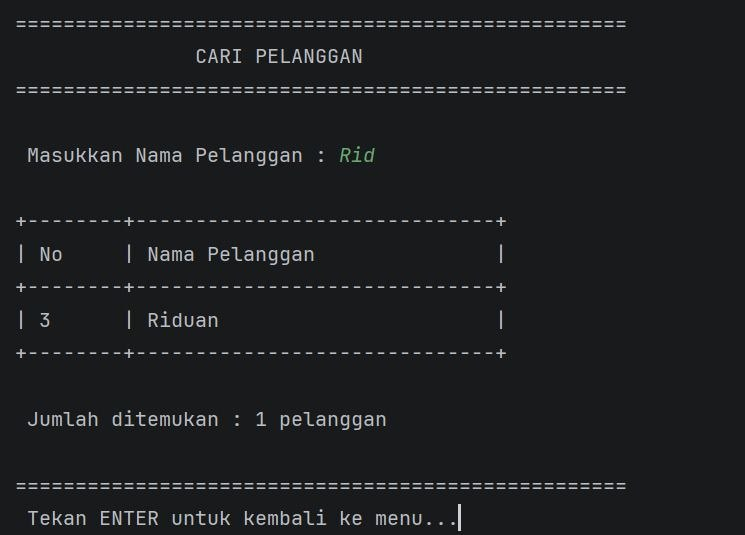 ===================================================
CARI PELANGGAN
===================================================
Masukkan Nama Pelanggan : Rid
+--------+------------------------------+
| No     | Nama Pelanggan               |
+--------+------------------------------+
| 3      | Riduan                       |
+--------+------------------------------+
Jumlah ditemukan : 1 pelanggan
===================================================
Tekan ENTER untuk kembali ke menu...